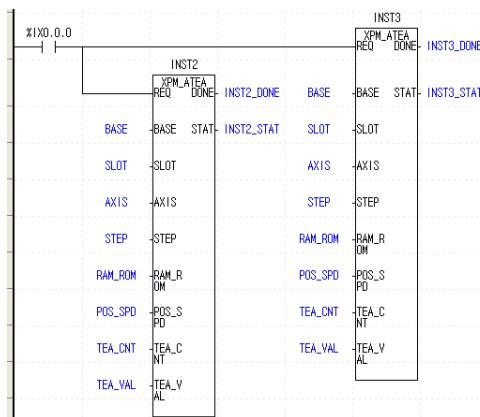 INST3
%IX0.0.0
XPM_ATEA
REQ DONE INST3_DONE
INST2
XPM_ATEA
REQ DONE INST2_DONE
BASE BASE STAT INST3_STAT
BASE BASE STAT INST2_STAT
SLOT SLOT
SLOT SLOT
AXIS AXIS
AXIS AXIS
STEP STEP
STEP STEP
RAM_ROM RAM_R
OM
RAM_ROM RAM_R
OM
POS_SPD POS_S
PD
POS_SPD POS_S
PD
TEA_CNT TEA_C
NT
TEA_CNT TEA_C
NT
TEA_VAL TEA_V
AL
TEA_VAL TEA_V
AL